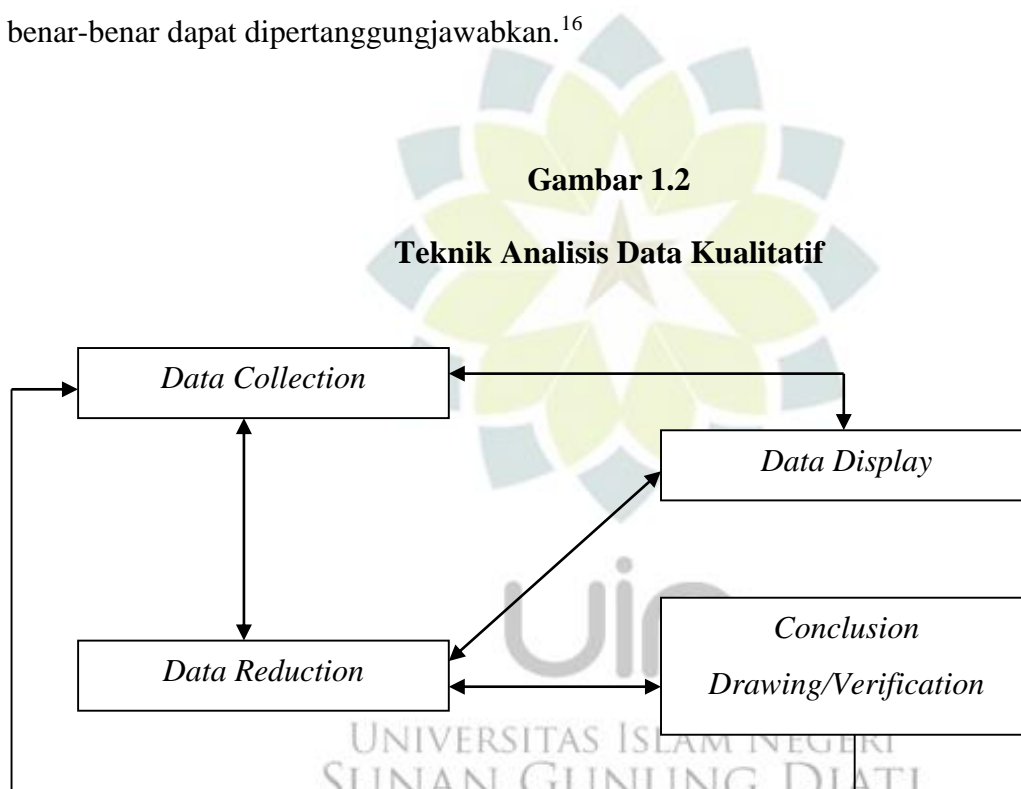 benar-benar dapat dipertanggungjawabkan.¹⁶
Gambar 1.2
Teknik Analisis Data Kualitatif
Data Collection
Data Display
Data Reduction
Conclusion
Drawing/Verification
uin
UNIVERSITAS ISLAM NEGERI
SUNAN GUNUNG DJATI